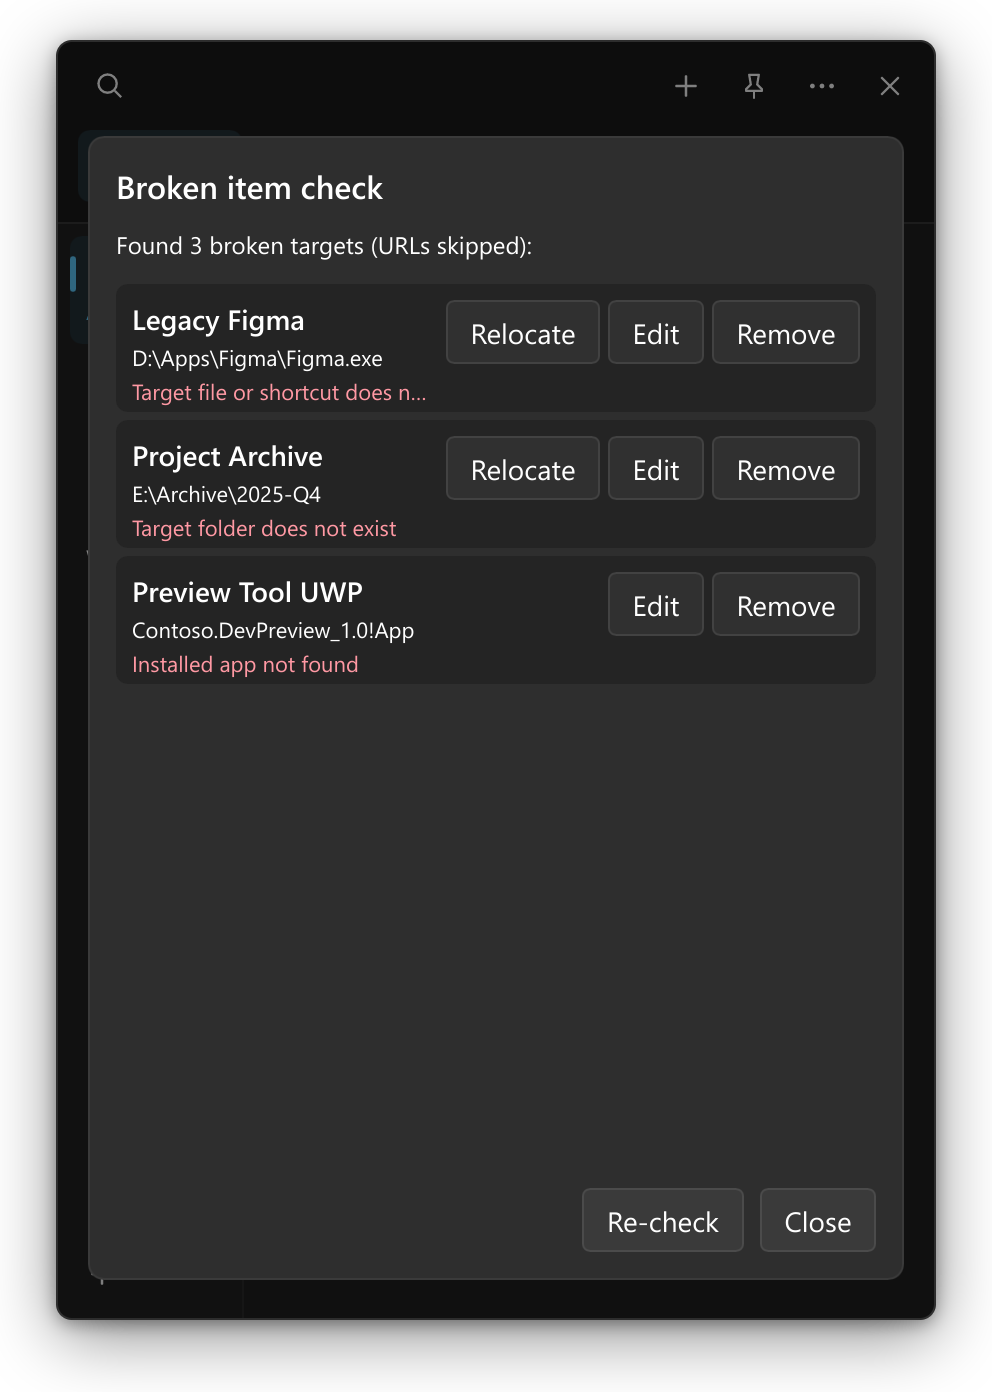 Broken item check
Found 3 broken targets (URLs skipped):
Legacy Figma
Relocate
Edit
Remove
D:\Apps\Figma\Figma.exe
Target file or shortcut does n...
Project Archive
Relocate
Edit
Remove
E:\Archive\2025-Q4
Target folder does not exist
Preview Tool UWP
Edit
Remove
Contoso.DevPreview_1.0!App
Installed app not found
Re-check
Close